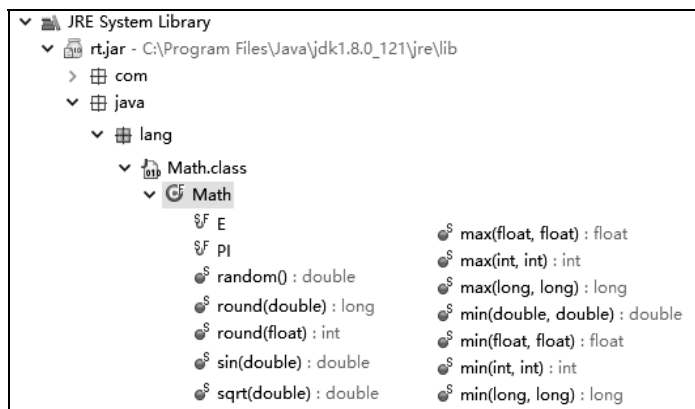 JRE System Library
rt.jar - C:\Program Files\Java\jdk1.8.0_121\jre\lib
com
java
lang
Math.class
Math
E
PI
random() : double
round(double) : long
round(float) : int
sin(double) : double
sqrt(double) : double
max(float, float) : float
max(int, int) : int
max(long, long) : long
min(double, double) : double
min(float, float) : float
min(int, int) : int
min(long, long) : long